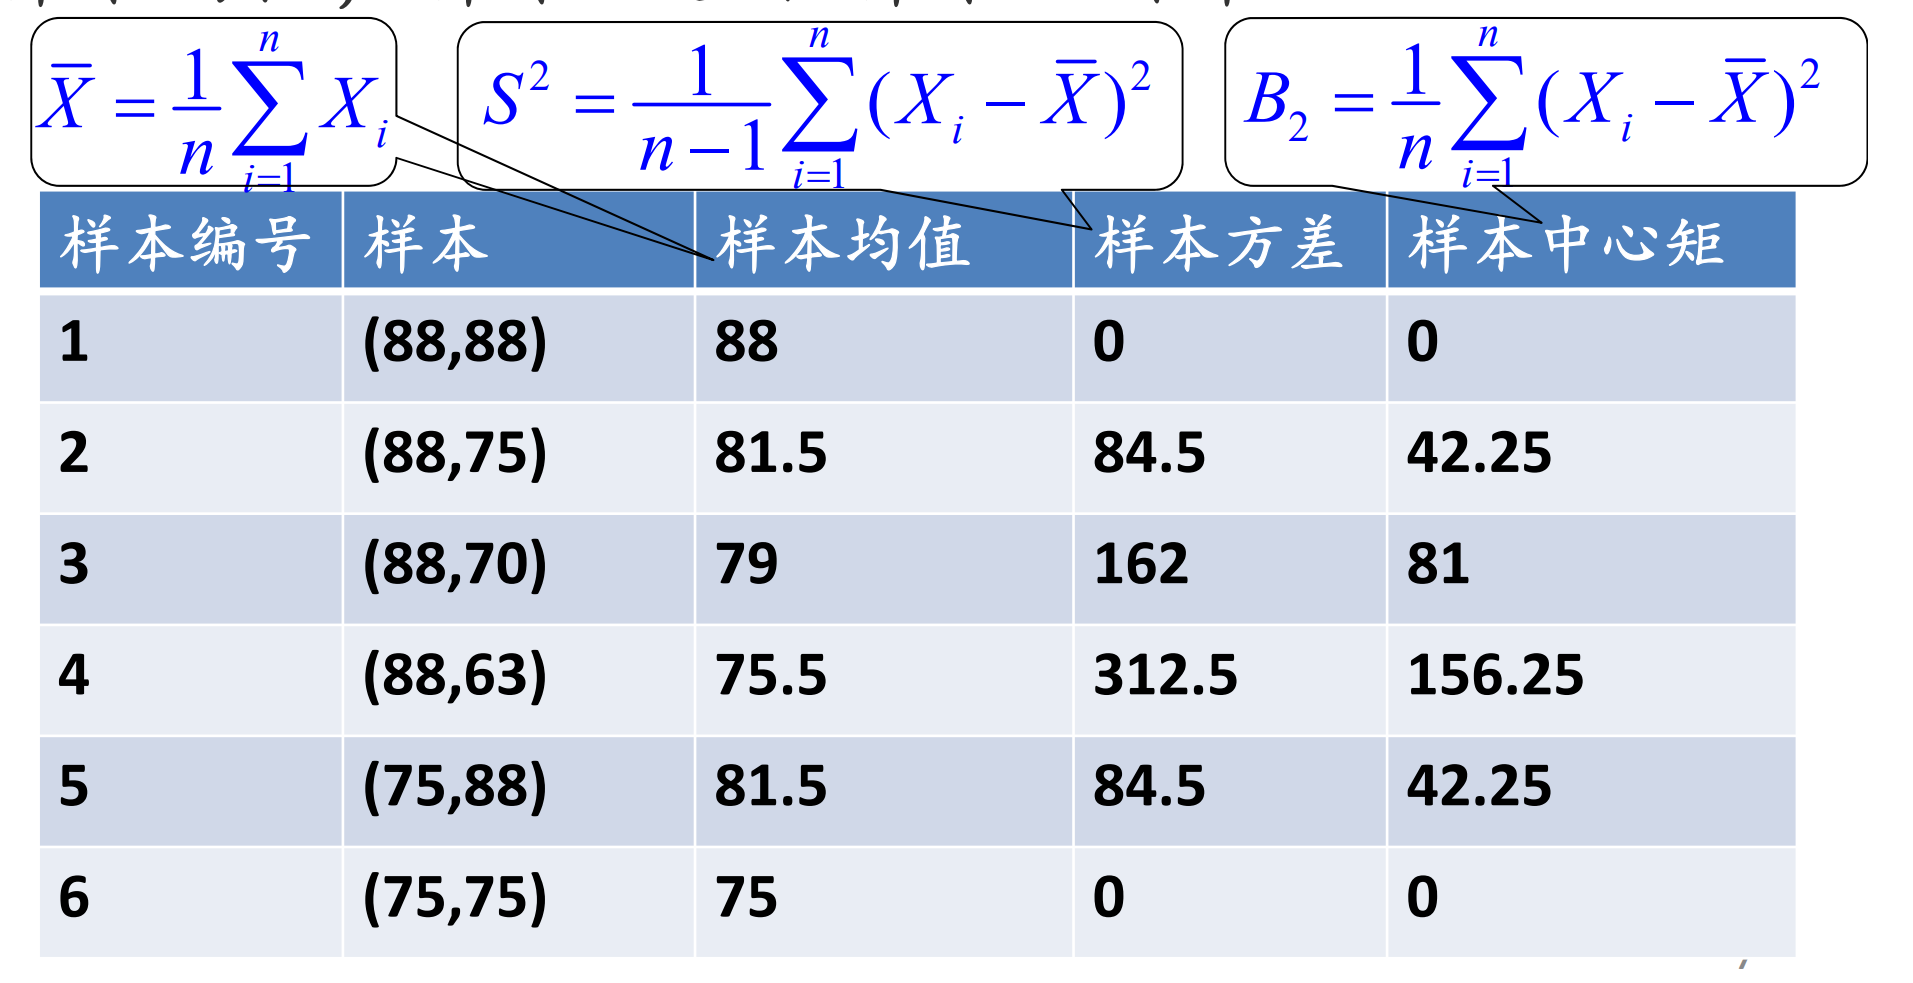 X̄ = 1/n ∑_{i=1}^{n} X_i
S² = 1/(n−1) ∑_{i=1}^{n} (X_i − X̄)²
B₂ = 1/n ∑_{i=1}^{n} (X_i − X̄)²
样本编号 样本 样本均值 样本方差 样本中心矩
1 (88,88) 88 0 0
2 (88,75) 81.5 84.5 42.25
3 (88,70) 79 162 81
4 (88,63) 75.5 312.5 156.25
5 (75,88) 81.5 84.5 42.25
6 (75,75) 75 0 0